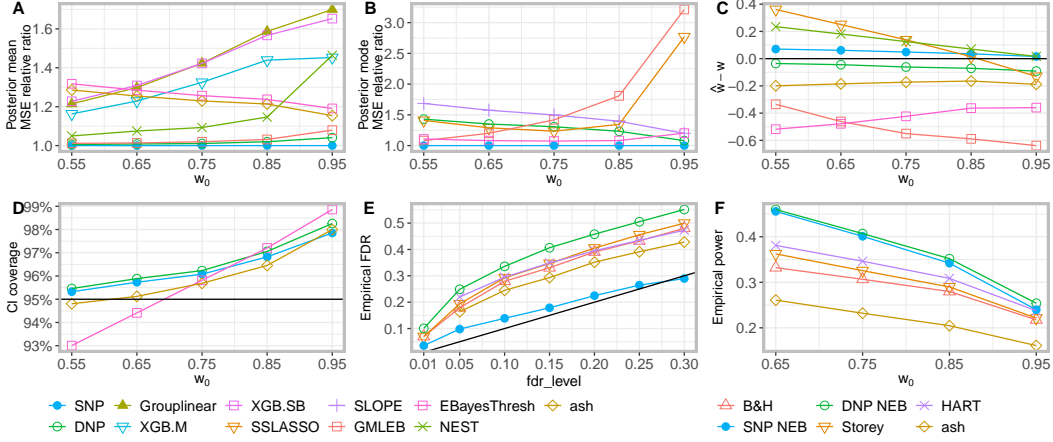 A
Posterior mean
MSE relative ratio
1.6
1.4
1.2
1.0
0.55
0.65
0.75
0.85
0.95
w0
B
Posterior mode
MSE relative ratio
3.0
2.5
2.0
1.5
1.0
0.55
0.65
0.75
0.85
0.95
w0
C
ŵ − w
0.4
0.2
0.0
−0.2
−0.4
−0.6
0.55
0.65
0.75
0.85
0.95
w0
D
CI coverage
99%
98%
97%
96%
95%
94%
93%
0.55
0.65
0.75
0.85
0.95
w0
E
Empirical FDR
0.5
0.4
0.3
0.2
0.1
0.01
0.05
0.10
0.15
0.20
0.25
0.30
fdr_level
F
Empirical power
0.4
0.3
0.2
0.65
0.75
0.85
0.95
w0
SNP
Grouplinear
XGB.SB
SLOPE
EBayesThresh
ash
DNP
XGB.M
SSLASSO
GMLEB
NEST
B&H
DNP NEB
HART
SNP NEB
Storey
ash